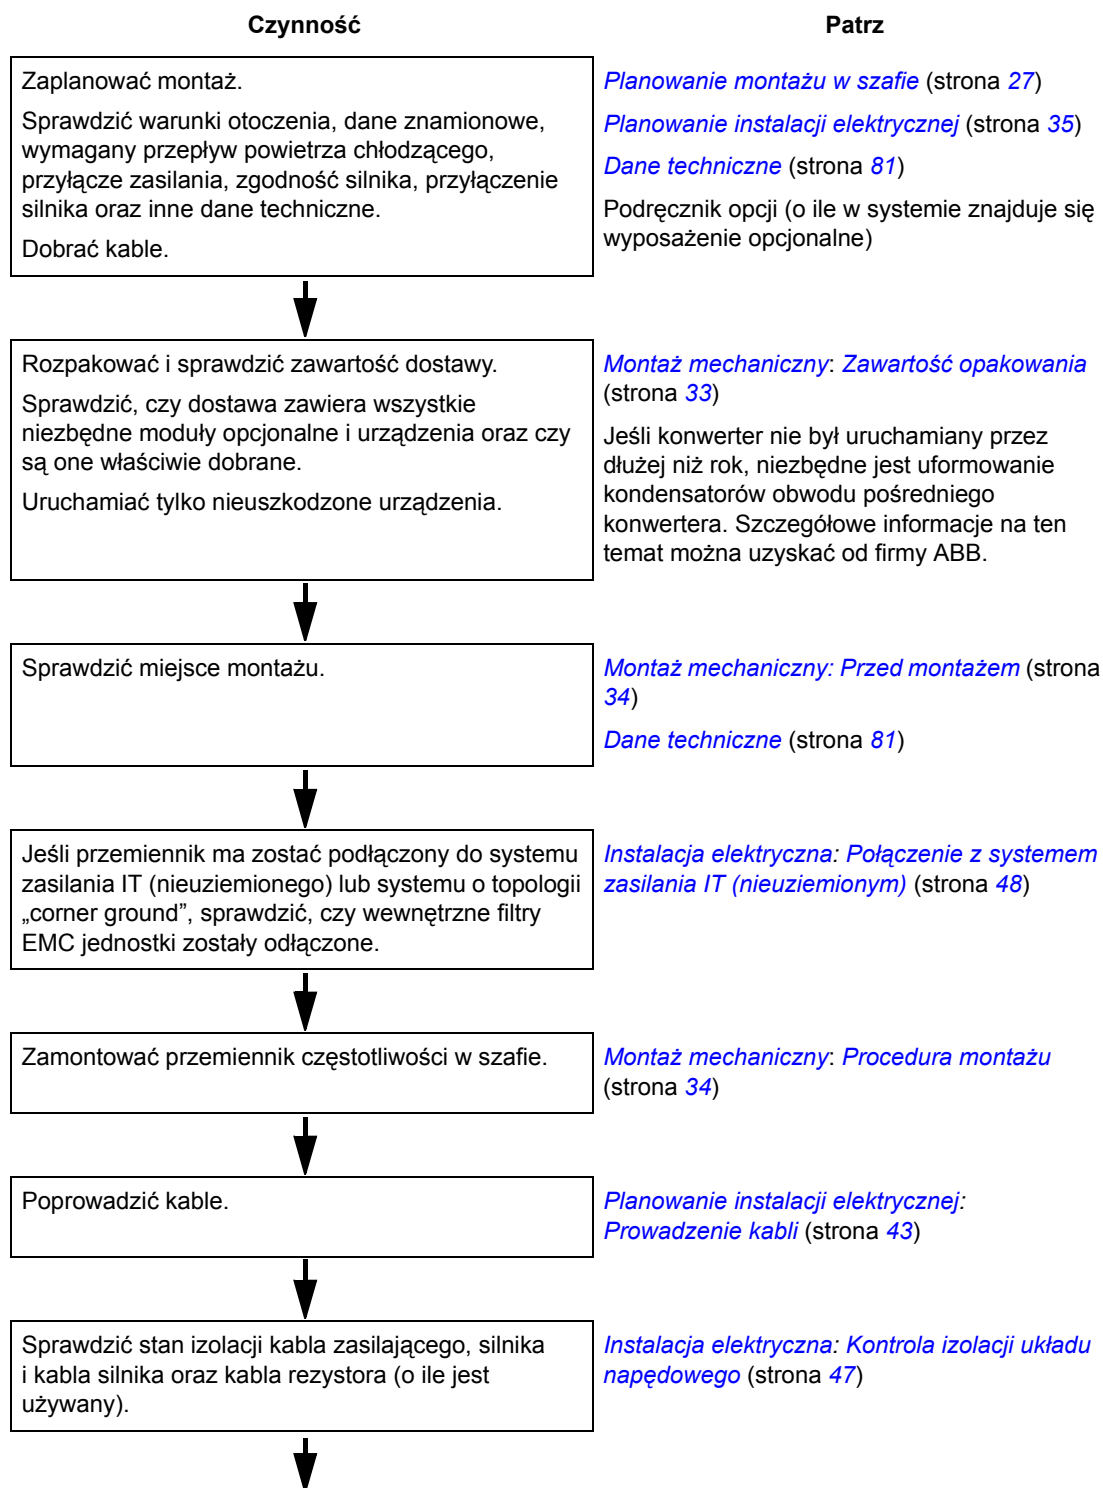 Czynność
Patrz
Zaplanować montaż.
Sprawdzić warunki otoczenia, dane znamionowe,
wymagany przepływ powietrza chłodzącego,
przyłącze zasilania, zgodność silnika, przyłączenie
silnika oraz inne dane techniczne.
Dobrać kable.
Planowanie montażu w szafie (strona 27)
Planowanie instalacji elektrycznej (strona 35)
Dane techniczne (strona 81)
Podręcznik opcji (o ile w systemie znajduje się
wyposażenie opcjonalne)
Rozpakować i sprawdzić zawartość dostawy.
Sprawdzić, czy dostawa zawiera wszystkie
niezbędne moduły opcjonalne i urządzenia oraz czy
są one właściwie dobrane.
Uruchamiać tylko nieuszkodzone urządzenia.
Montaż mechaniczny: Zawartość opakowania
(strona 33)
Jeśli konwerter nie był uruchamiany przez
dłużej niż rok, niezbędne jest uformowanie
kondensatorów obwodu pośredniego
konwertera. Szczegółowe informacje na ten
temat można uzyskać od firmy ABB.
Sprawdzić miejsce montażu.
Montaż mechaniczny: Przed montażem (strona
34)
Dane techniczne (strona 81)
Jeśli przemiennik ma zostać podłączony do systemu
zasilania IT (nieuziemionego) lub systemu o topologii
„corner ground”, sprawdzić, czy wewnętrzne filtry
EMC jednostki zostały odłączone.
Instalacja elektryczna: Połączenie z systemem
zasilania IT (nieuziemionym) (strona 48)
Zamontować przemiennik częstotliwości w szafie.
Montaż mechaniczny: Procedura montażu
(strona 34)
Poprowadzić kable.
Planowanie instalacji elektrycznej:
Prowadzenie kabli (strona 43)
Sprawdzić stan izolacji kabla zasilającego, silnika
i kabla silnika oraz kabla rezystora (o ile jest
używany).
Instalacja elektryczna: Kontrola izolacji układu
napędowego (strona 47)